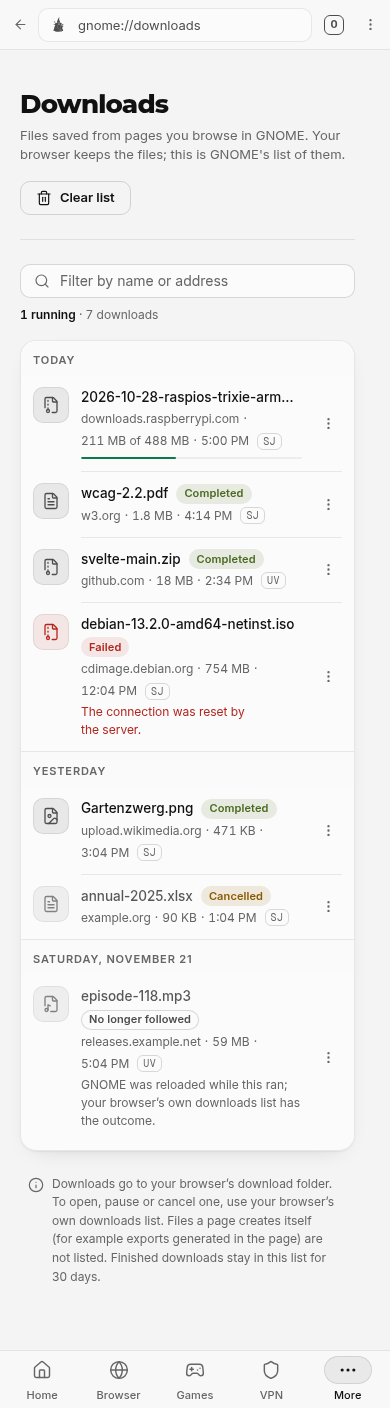 gnome://downloads
0
Downloads
Files saved from pages you browse in GNOME. Your
browser keeps the files; this is GNOME's list of them.
Clear list
Filter by name or address
1 running · 7 downloads
TODAY
2026-10-28-raspios-trixie-arm…
downloads.raspberrypi.com ·
211 MB of 488 MB · 5:00 PM SJ
wcag-2.2.pdf Completed
w3.org · 1.8 MB · 4:14 PM SJ
svelte-main.zip Completed
github.com · 18 MB · 2:34 PM UV
debian-13.2.0-amd64-netinst.iso
Failed
cdimage.debian.org · 754 MB ·
12:04 PM SJ
The connection was reset by
the server.
YESTERDAY
Gartenzwerg.png Completed
upload.wikimedia.org · 471 KB ·
3:04 PM SJ
annual-2025.xlsx Cancelled
example.org · 90 KB · 1:04 PM SJ
SATURDAY, NOVEMBER 21
episode-118.mp3
No longer followed
releases.example.net · 59 MB ·
5:04 PM UV
GNOME was reloaded while this ran;
your browser’s own downloads list has
the outcome.
Downloads go to your browser’s download folder.
To open, pause or cancel one, use your browser’s
own downloads list. Files a page creates itself
(for example exports generated in the page) are
not listed. Finished downloads stay in this list for
30 days.
Home Browser Games VPN More